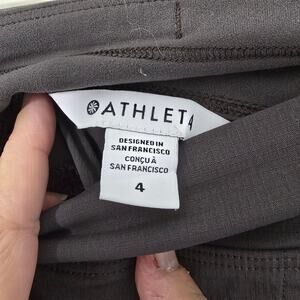 ATHLETA
DESIGNED IN
SAN FRANCISCO
CONÇU À
SAN FRANCISCO
4